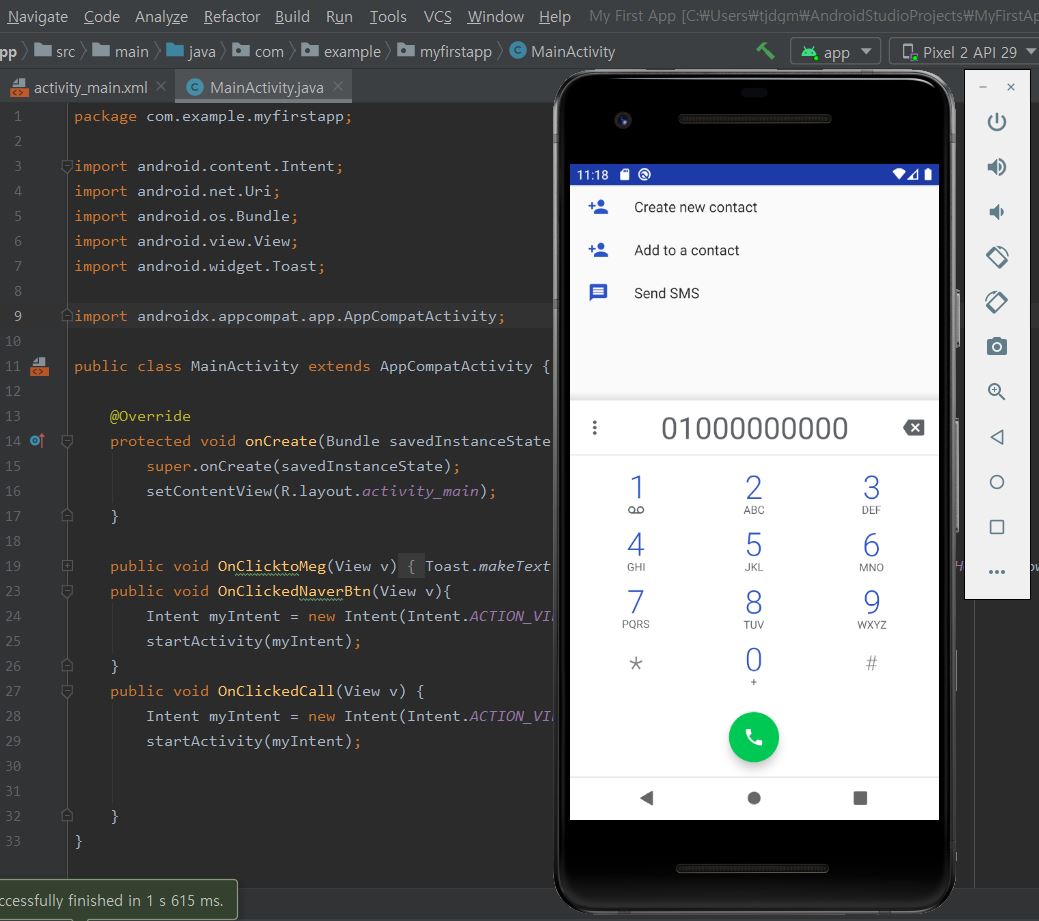 Navigate Code Analyze Refactor Build Run Tools VCS Window Help My First App [C:₩Users₩tjdqm₩AndroidStudioProjects₩MyFirstAp
pp src main java com example myfirstapp MainActivity app Pixel 2 API 29
activity_main.xml MainActivity.java
1 package com.example.myfirstapp;
2
3 import android.content.Intent;
4 import android.net.Uri;
5 import android.os.Bundle;
6 import android.view.View;
7 import android.widget.Toast;
8
9 import androidx.appcompat.app.AppCompatActivity;
10
11 public class MainActivity extends AppCompatActivity {
12
13 @Override
14 protected void onCreate(Bundle savedInstanceState
15 super.onCreate(savedInstanceState);
16 setContentView(R.layout.activity_main);
17 }
18
19 public void OnClicktoMeg(View v) { Toast.makeText
23 public void OnClickedNaverBtn(View v){
24 Intent myIntent = new Intent(Intent.ACTION_VI
25 startActivity(myIntent);
26 }
27 public void OnClickedCall(View v) {
28 Intent myIntent = new Intent(Intent.ACTION_VI
29 startActivity(myIntent);
30
31
32 }
33 }
ccessfully finished in 1 s 615 ms.
11:18
Create new contact
Add to a contact
Send SMS
01000000000
1 2 3
ABC DEF
4 5 6
GHI JKL MNO
7 8 9
PQRS TUV WXYZ
* 0 #
+